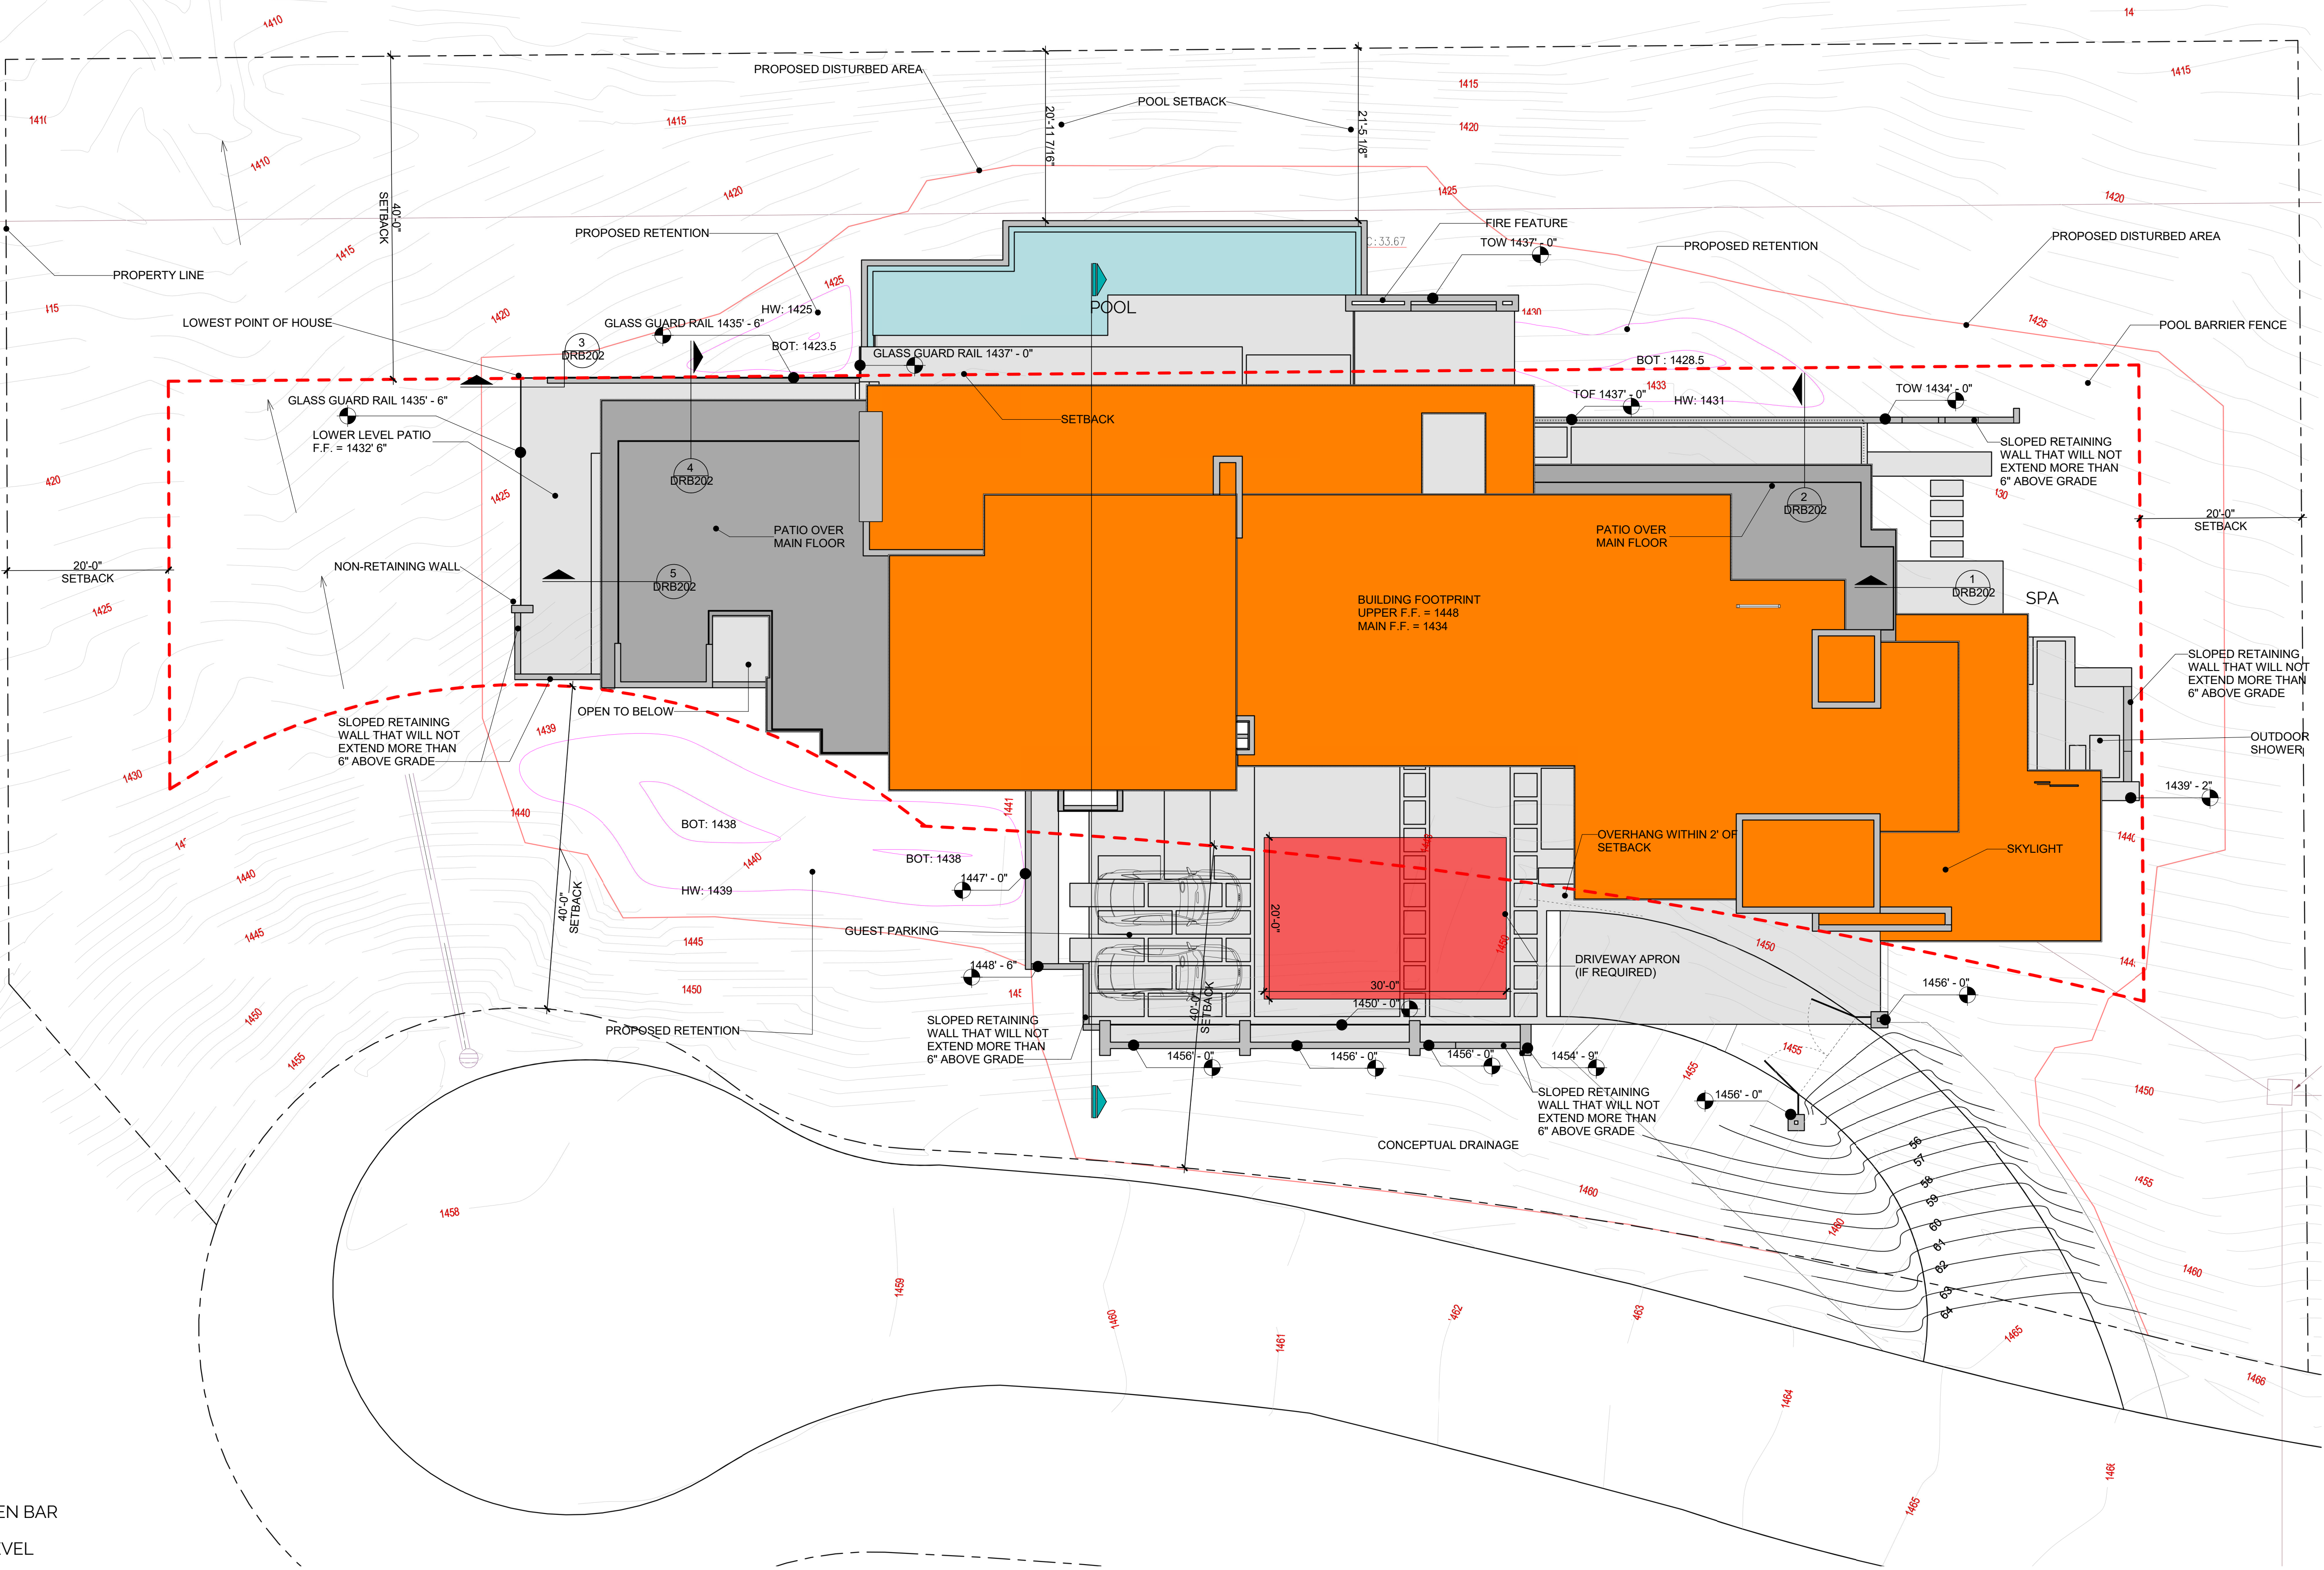 1410
14
PROPOSED DISTURBED AREA
1415
1415
POOL SETBACK
1410
1415
1420
20'-11 7/16"
21'-5 1/8"
1410
1420
1425
1420
40'-0"
SETBACK
PROPOSED RETENTION
FIRE FEATURE
C: 33.67
TOW 1437' - 0"
PROPOSED RETENTION
PROPOSED DISTURBED AREA
1415
PROPERTY LINE
1425
HW: 1425
POOL
1430
1415
1420
LOWEST POINT OF HOUSE
GLASS GUARD RAIL 1435' - 6"
1425
POOL BARRIER FENCE
3
DRB202
BOT: 1423.5
GLASS GUARD RAIL 1437' - 0"
BOT : 1428.5
1433
TOF 1437' - 0"
HW: 1431
TOW 1434' - 0"
GLASS GUARD RAIL 1435' - 6"
SETBACK
LOWER LEVEL PATIO
F.F. = 1432' 6"
SLOPED RETAINING
WALL THAT WILL NOT
EXTEND MORE THAN
6" ABOVE GRADE
4
DRB202
420
1425
2
DRB202
430
PATIO OVER
MAIN FLOOR
PATIO OVER
MAIN FLOOR
20'-0"
SETBACK
20'-0"
SETBACK
NON-RETAINING WALL
5
DRB202
1
DRB202
1425
BUILDING FOOTPRINT
UPPER F.F. = 1448
MAIN F.F. = 1434
SPA
SLOPED RETAINING
WALL THAT WILL NOT
EXTEND MORE THAN
6" ABOVE GRADE
OPEN TO BELOW
SLOPED RETAINING
WALL THAT WILL NOT
EXTEND MORE THAN
6" ABOVE GRADE
1439
OUTDOOR
SHOWER
1430
1439' - 2"
1440
1441
BOT: 1438
OVERHANG WITHIN 2' OF
SETBACK
1440
SKYLIGHT
BOT: 1438
1440
1440
HW: 1439
1447' - 0"
20'-0"
40'-0"
SETBACK
1445
GUEST PARKING
1445
1450
1450
DRIVEWAY APRON
(IF REQUIRED)
1448' - 6"
30'-0"
1450
1450' - 0"
1456' - 0"
40'-0"
SETBACK
1450
PROPOSED RETENTION
SLOPED RETAINING
WALL THAT WILL NOT
EXTEND MORE THAN
6" ABOVE GRADE
1456' - 0"
1456' - 0"
1456' - 0"
1454' - 9"
1455
1455
1455
1456' - 0"
1450
SLOPED RETAINING
WALL THAT WILL NOT
EXTEND MORE THAN
6" ABOVE GRADE
CONCEPTUAL DRAINAGE
56
57
58
59
60
61
62
63
64
1460
1455
1458
1460
1460
1459
1460
1461
1462
463
1465
1464
1466
1465
EN BAR
EVEL